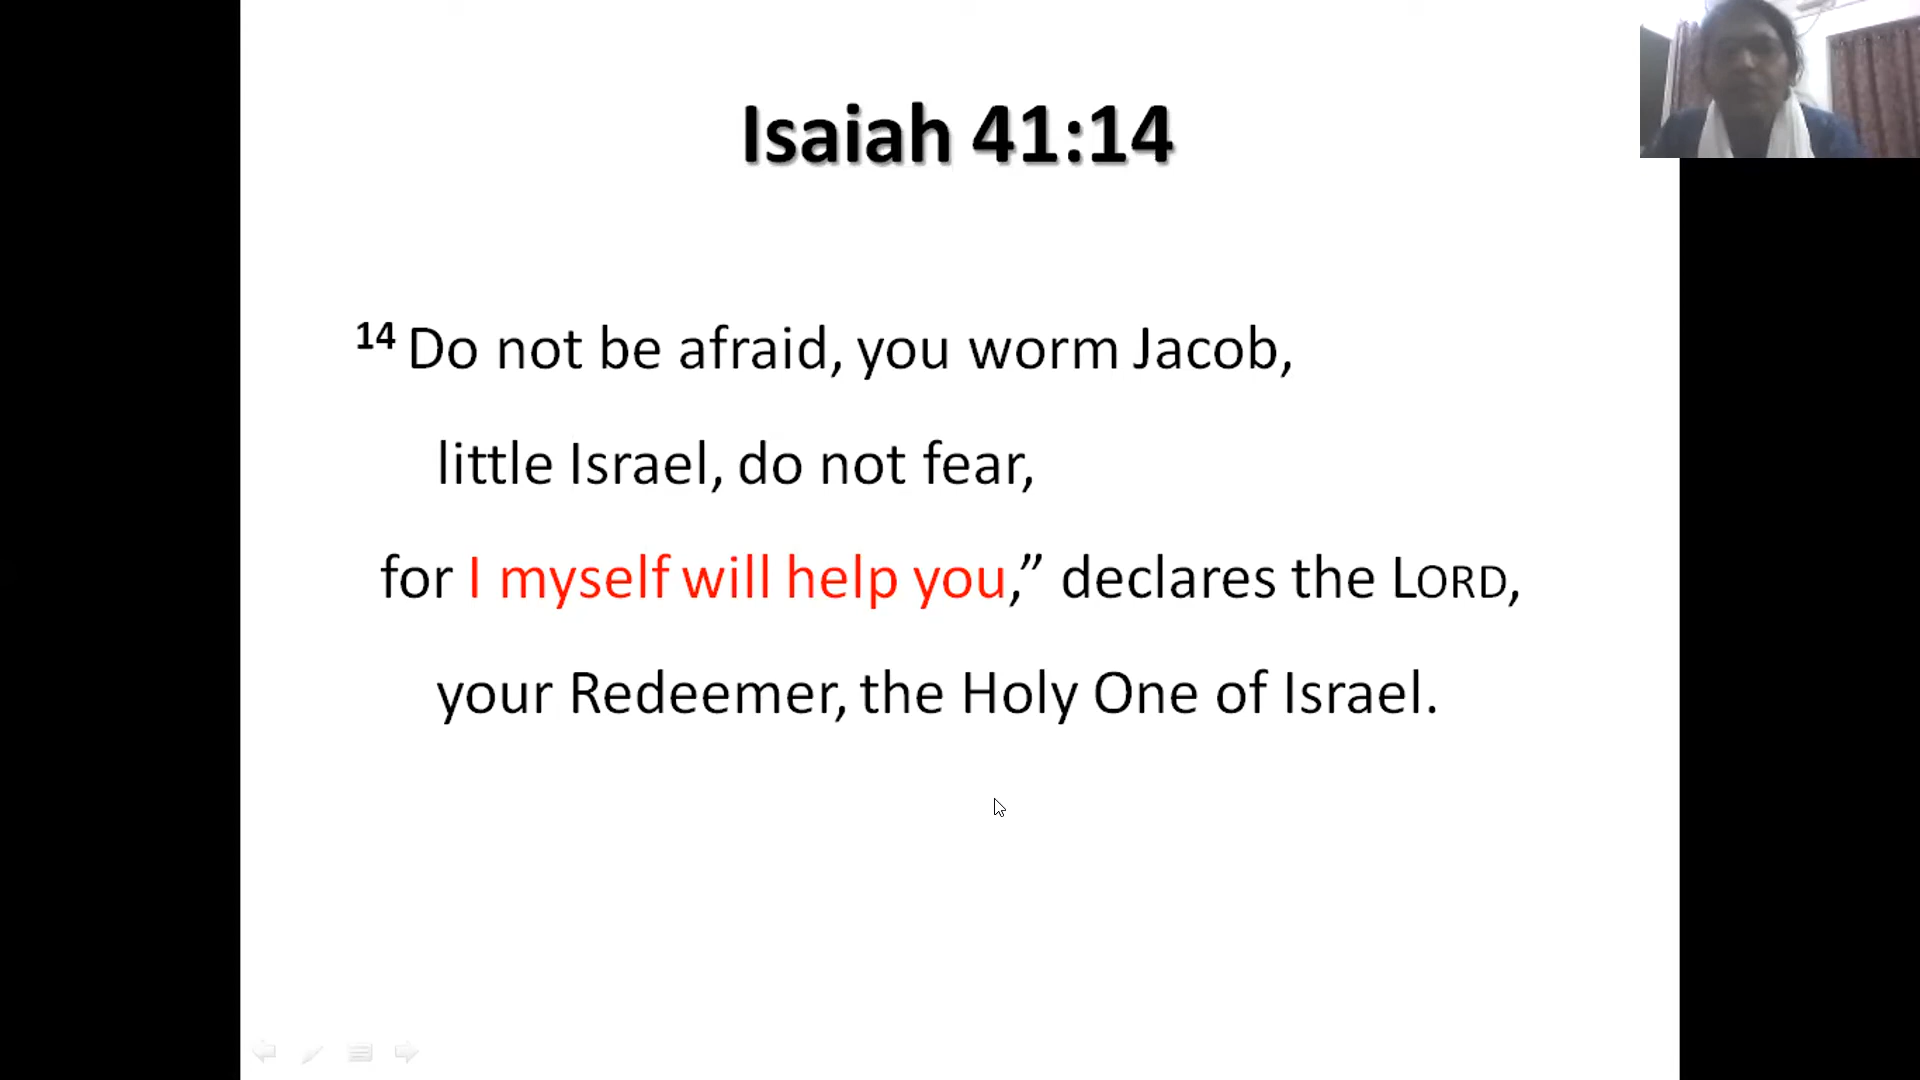 Isaiah 41:14
14 Do not be afraid, you worm Jacob,
little Israel, do not fear,
for I myself will help you,” declares the LORD,
your Redeemer, the Holy One of Israel.